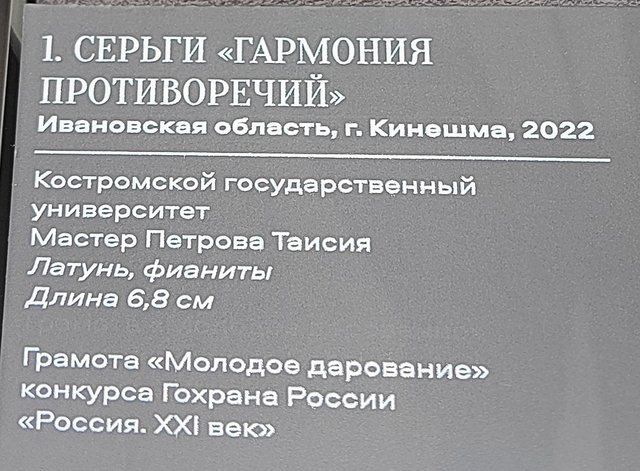 1. СЕРЬГИ «ГАРМОНИЯ
ПРОТИВОРЕЧИЙ»
Ивановская область, г. Кинешма, 2022
Костромской государственный
университет
Мастер Петрова Таисия
Латунь, фианиты
Длина 6,8 см
Грамота «Молодое дарование»
конкурса Гохрана России
«Россия. XXI век»